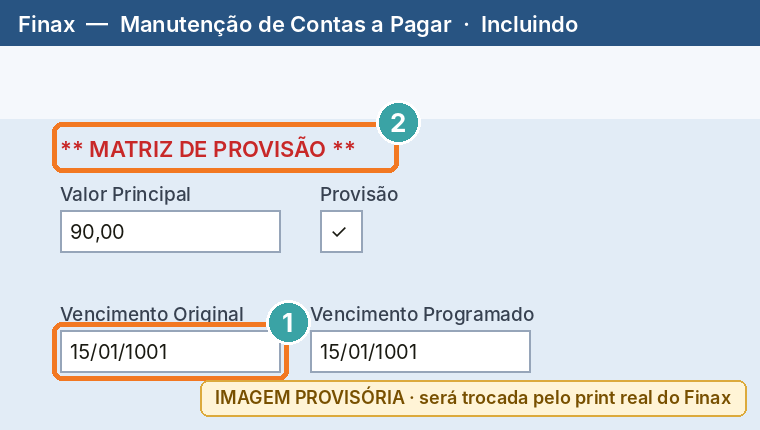 Finax — Manutenção de Contas a Pagar · Incluindo
2
** MATRIZ DE PROVISÃO **
Valor Principal Provisão
90,00 ✓
Vencimento Original Vencimento Programado
1
15/01/1001 15/01/1001
IMAGEM PROVISÓRIA · será trocada pelo print real do Finax